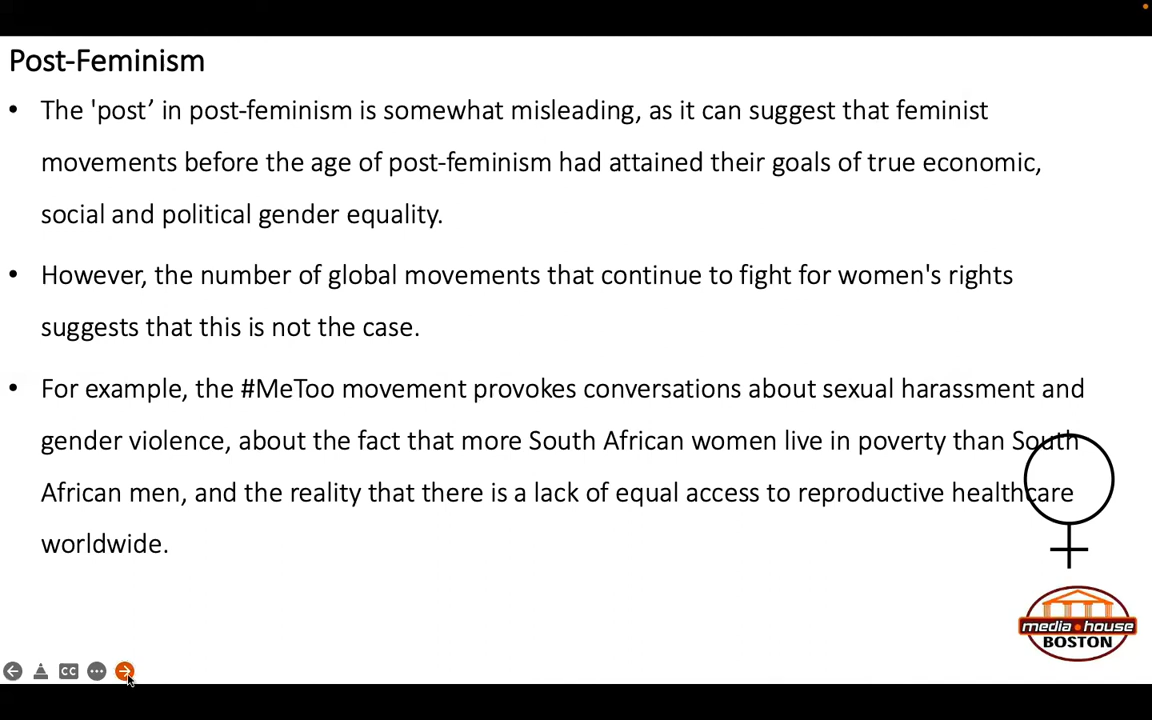 Post-Feminism
• The 'post’ in post-feminism is somewhat misleading, as it can suggest that feminist
movements before the age of post-feminism had attained their goals of true economic,
social and political gender equality.
• However, the number of global movements that continue to fight for women's rights
suggests that this is not the case.
• For example, the #MeToo movement provokes conversations about sexual harassment and
gender violence, about the fact that more South African women live in poverty than South
African men, and the reality that there is a lack of equal access to reproductive healthcare
worldwide.
media•house
BOSTON
CC